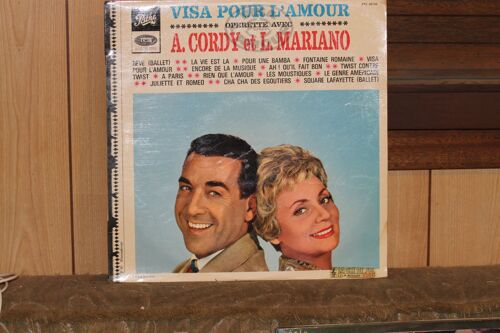 Pathé
VISA POUR L'AMOUR
OPERETTE AVEC
A. CORDY et L. MARIANO
REVE (BALLET) ** LA VIE EST LA * POUR UNE BAMBA * FONTAINE ROMAINE * VISA
POUR L'AMOUR ** ENCORE DE LA MUSIQUE * AH ! QU'IL FAIT BON ** TWIST CONTRE
TWIST * A PARIS ** RIEN QUE L'AMOUR * LES MOUSTIQUES * LE GENRE AMERICAIN
** JULIETTE ET ROMEO ** CHA CHA DES EGOUTIERS * SQUARE LAFAYETTE (BALLET)